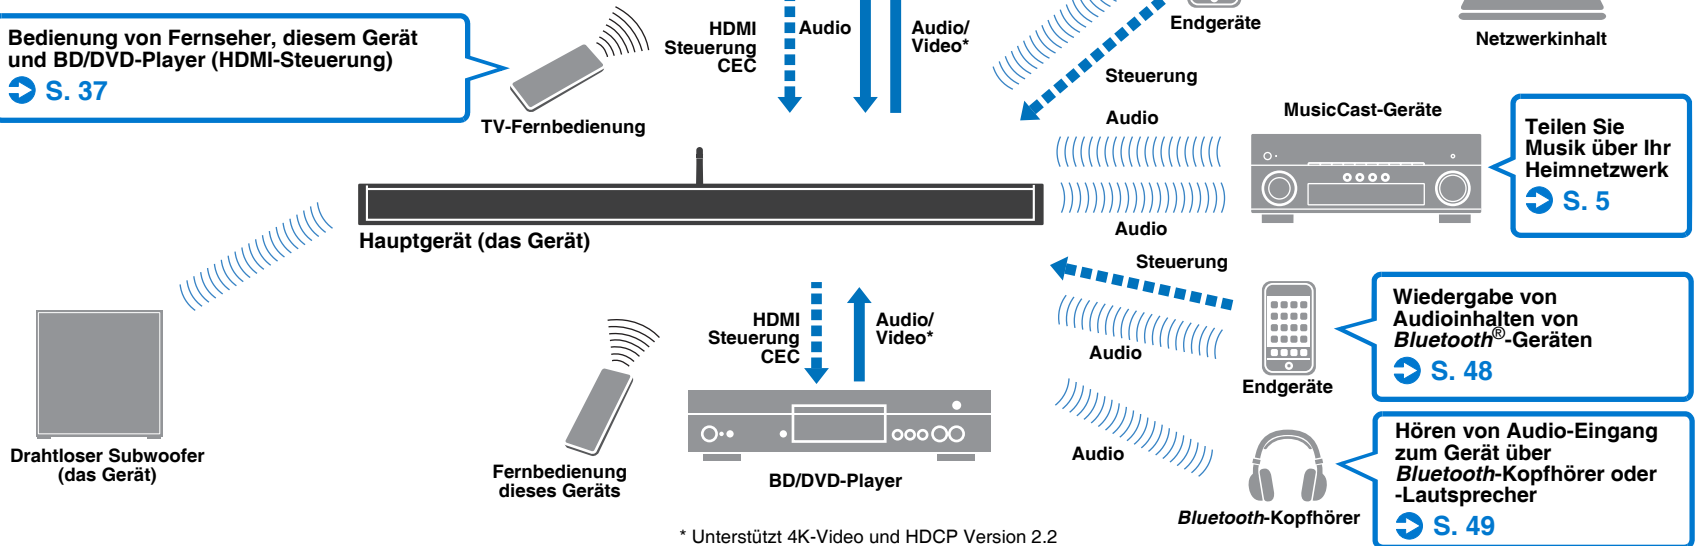 Bedienung von Fernseher, diesem Gerät
und BD/DVD-Player (HDMI-Steuerung)
S. 37
TV-Fernbedienung
HDMI
Steuerung
CEC
Audio
Audio/
Video*
Endgeräte
Netzwerkinhalt
Steuerung
Audio
MusicCast-Geräte
Teilen Sie
Musik über Ihr
Heimnetzwerk
S. 5
Hauptgerät (das Gerät)
Audio
Steuerung
Drahtloser Subwoofer
(das Gerät)
Fernbedienung
dieses Geräts
HDMI
Steuerung
CEC
Audio/
Video*
BD/DVD-Player
Audio
Endgeräte
Wiedergabe von
Audioinhalten von
Bluetooth®-Geräten
S. 48
Audio
Bluetooth-Kopfhörer
Hören von Audio-Eingang
zum Gerät über
Bluetooth-Kopfhörer oder
-Lautsprecher
S. 49
* Unterstützt 4K-Video und HDCP Version 2.2